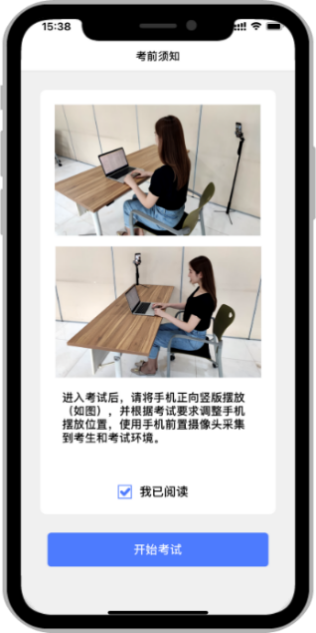 15:38
考前须知
进入考试后，请将手机正向竖版摆放
（如图），并根据考试要求调整手机
摆放位置，使用手机前置摄像头采集
到考生和考试环境。
我已阅读
开始考试